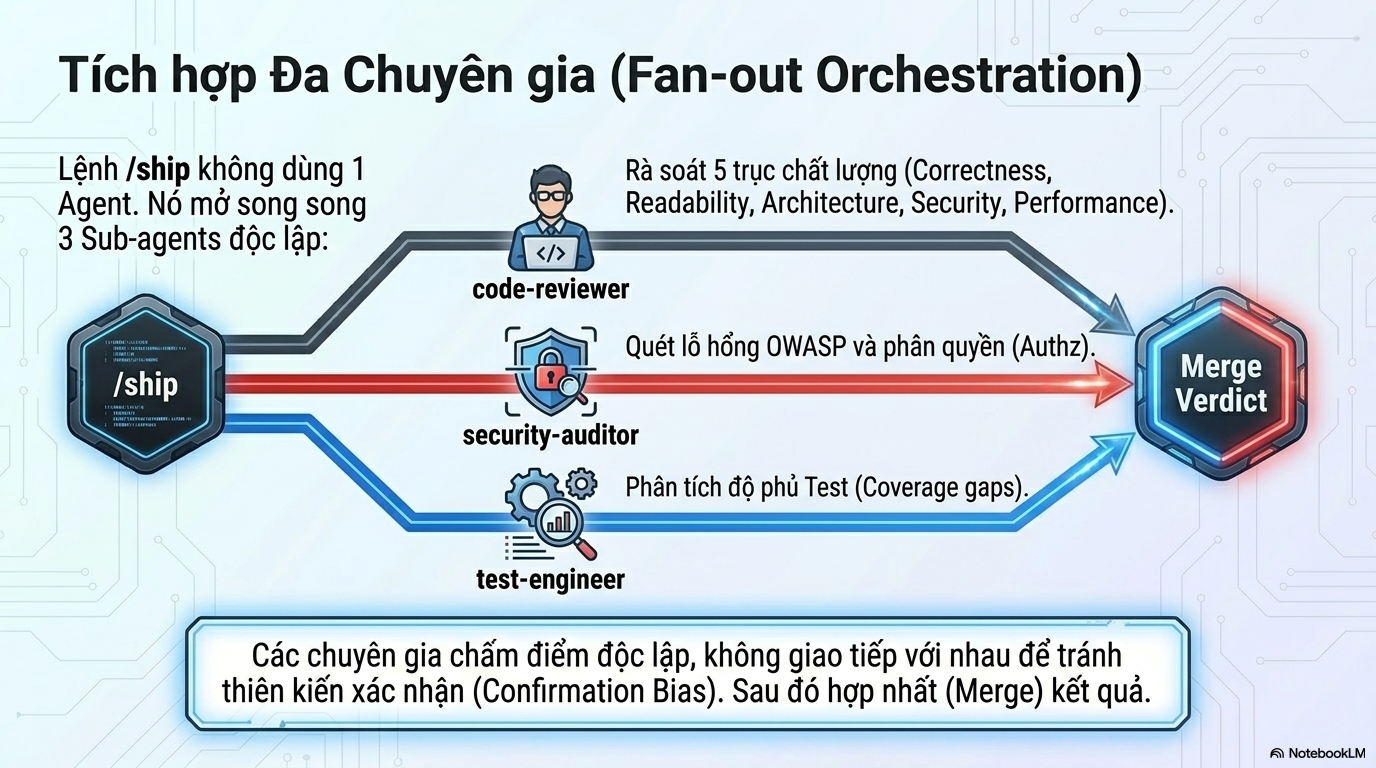 Tích hợp Đa Chuyên gia (Fan-out Orchestration)
Lệnh /ship không dùng 1
Agent. Nó mở song song
3 Sub-agents độc lập:
/ship
</>
code-reviewer
Rà soát 5 trục chất lượng (Correctness,
Readability, Architecture, Security, Performance).
security-auditor
Quét lỗ hổng OWASP và phân quyền (Authz).
test-engineer
Phân tích độ phủ Test (Coverage gaps).
Merge
Verdict
Các chuyên gia chấm điểm độc lập, không giao tiếp với nhau để tránh
thiên kiến xác nhận (Confirmation Bias). Sau đó hợp nhất (Merge) kết quả.
NotebookLM